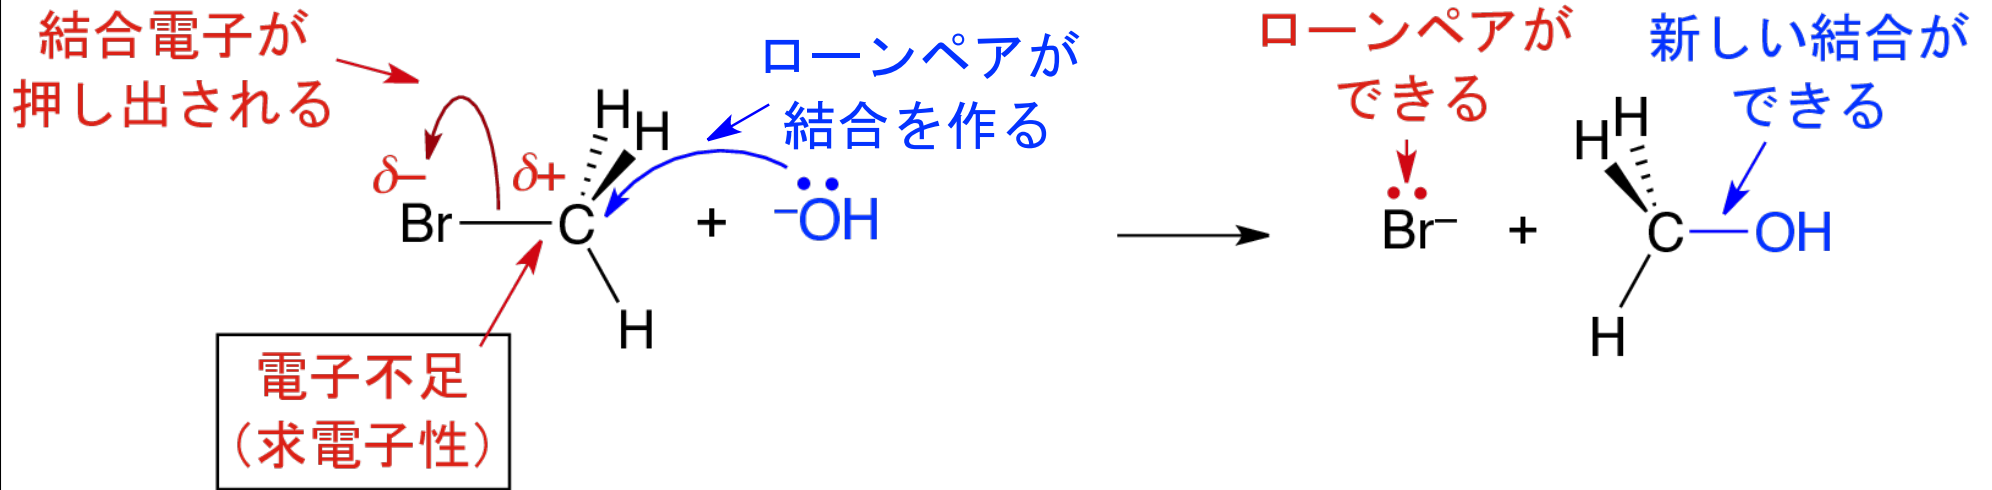 結合電子が
押し出される
ローンペアが
結合を作る
δ−
δ+
H
H
Br
C
+
−OH
H
電子不足
（求電子性）
ローンペアが
できる
新しい結合が
できる
Br−
+
H
H
C
OH
H